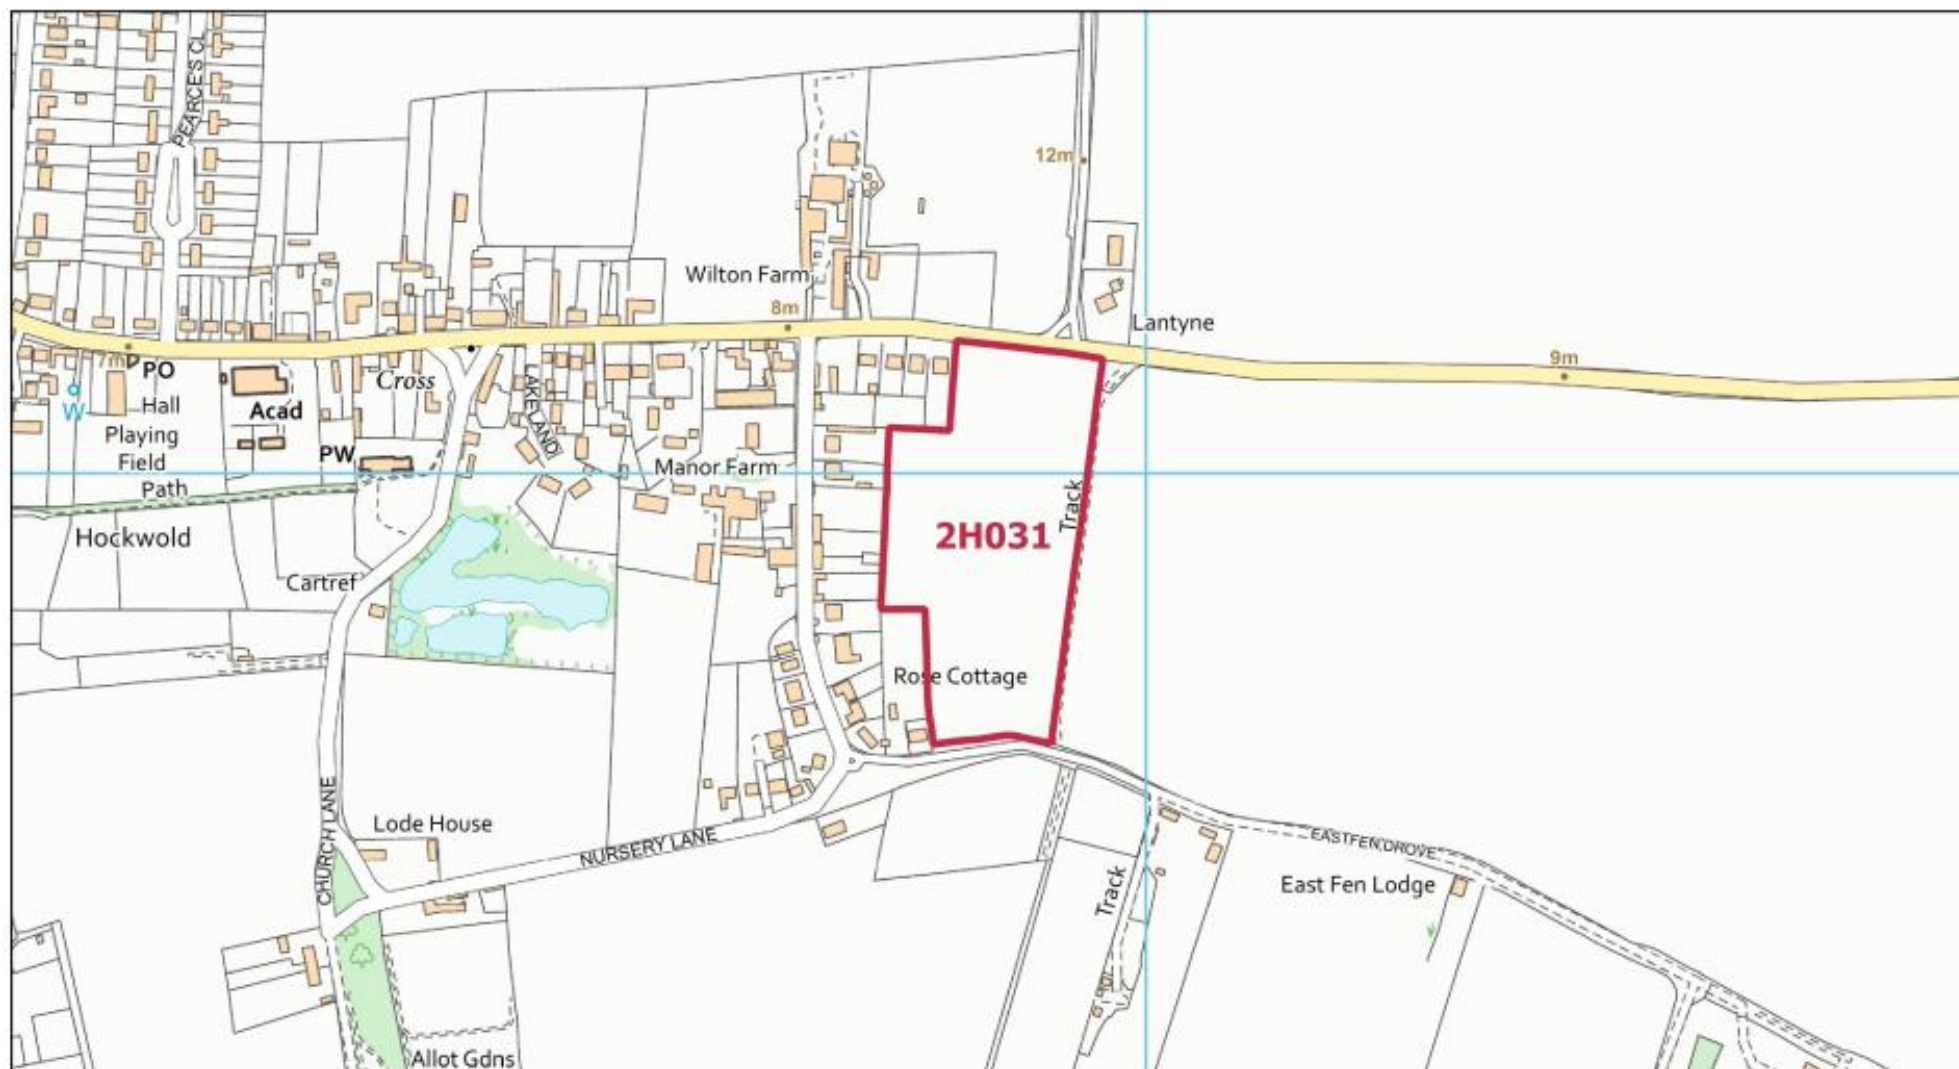 PEARCE'S CL
12m
Wilton Farm
8m
Lantyne
7m
PO
9m
W
Hall
Cross
LAKELAND
Acad
Playing
Field
PW
Manor Farm
Path
Track
Hockwold
2H031
Cartref
Rose Cottage
CHURCH LANE
Lode House
NURSERY LANE
EASTFEN DROVE
Track
East Fen Lodge
Allot Gdns